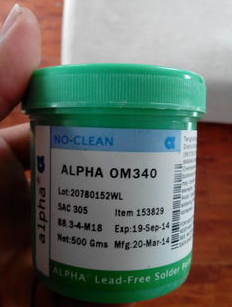 NO-CLEAN
ALPHA OM340
Lot:20780152WL
SAC 305 Item 153829
88.3-4-M18 Exp:19-Sep-14
Net:500 Gms Mfg:20-Mar-14
alpha
ALPHA Lead-Free Solder